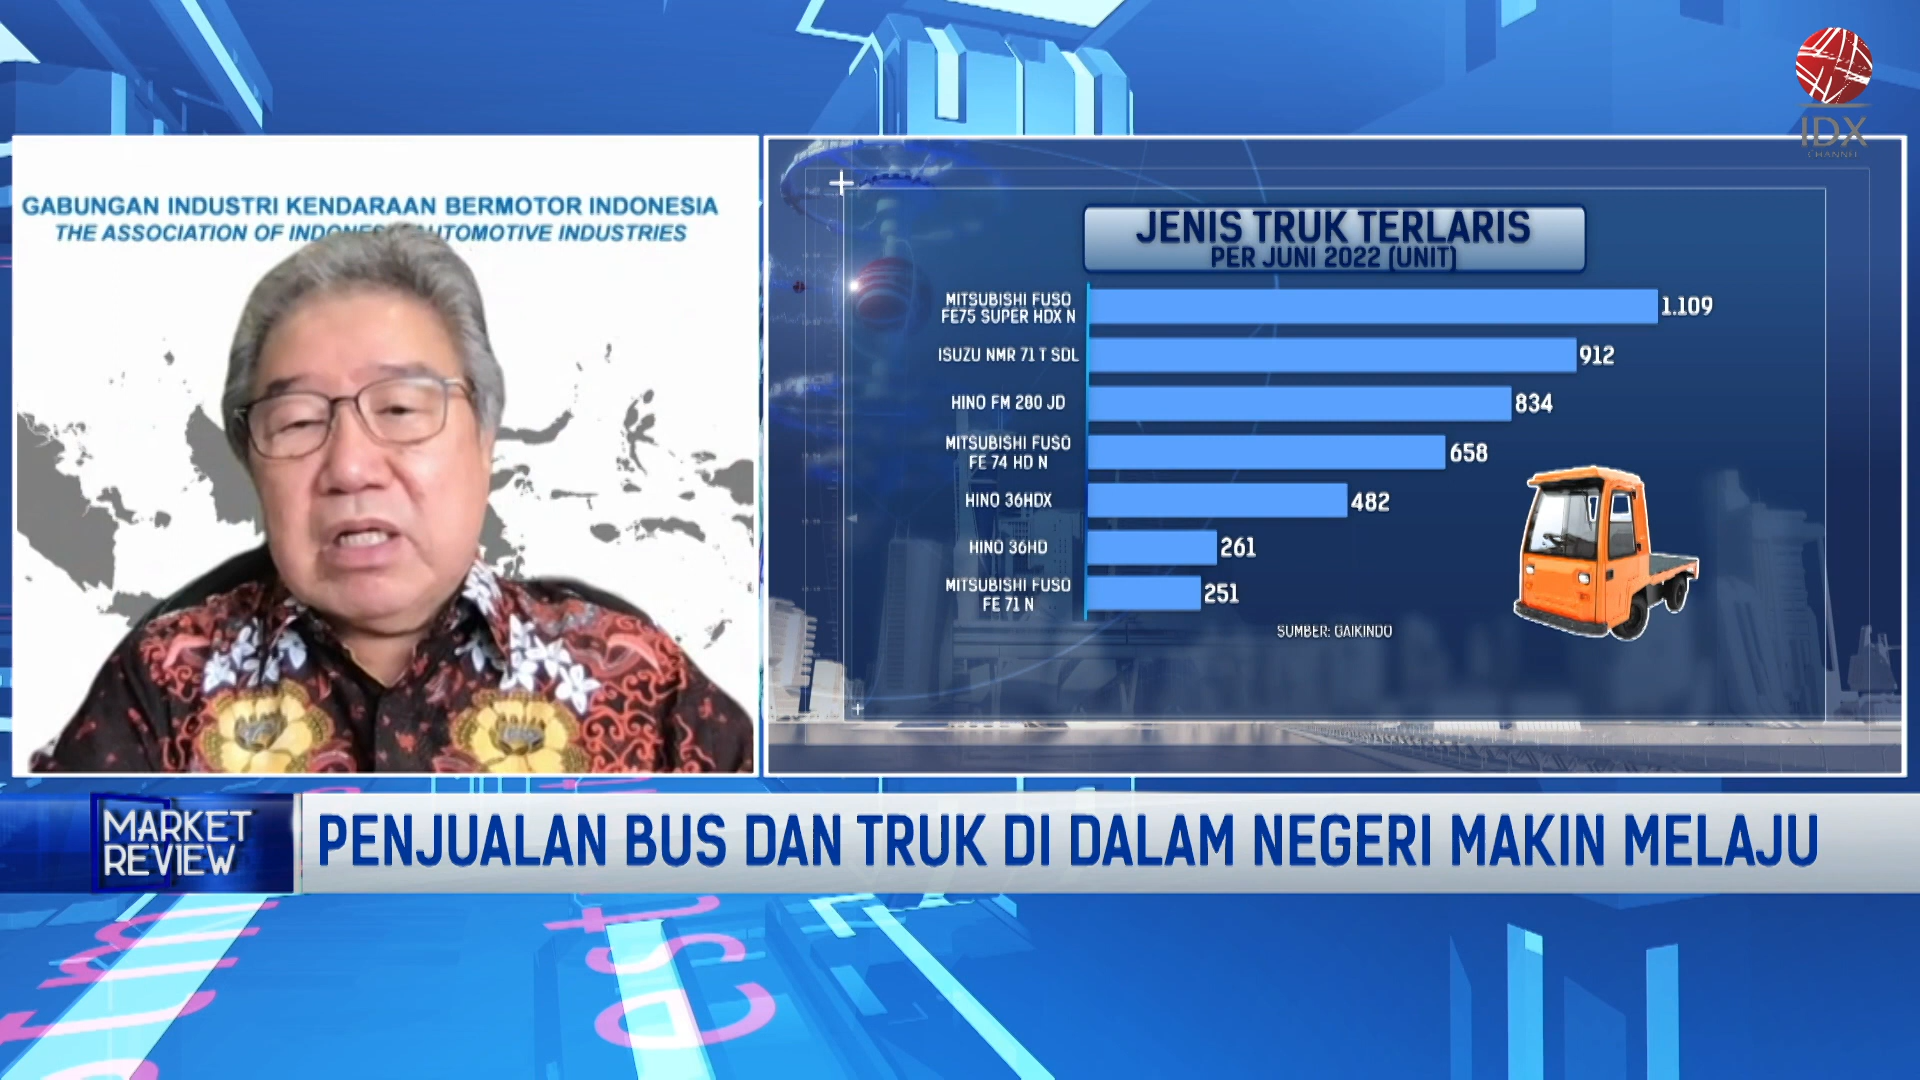 IDX
CHANNEL
GABUNGAN INDUSTRI KENDARAAN BERMOTOR INDONESIA
THE ASSOCIATION OF INDONESI AUTOMOTIVE INDUSTRIES
JENIS TRUK TERLARIS
PER JUNI 2022 (UNIT)
MITSUBISHI FUSO
FE75 SUPER HDX N
1.109
ISUZU NMR 71 T SDL
912
HINO FM 280 JD
834
MITSUBISHI FUSO
FE 74 HD N
658
HINO 36HDX
482
HINO 36HD
261
MITSUBISHI FUSO
FE 71 N
251
SUMBER: GAIKINDO
MARKET
REVIEW
PENJUALAN BUS DAN TRUK DI DALAM NEGERI MAKIN MELAJU